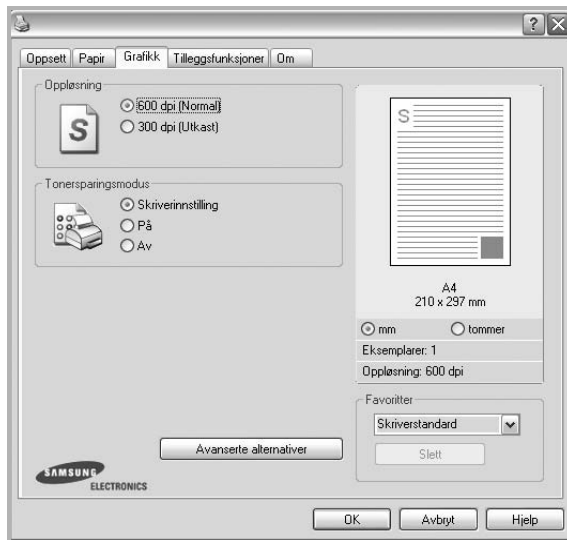 Oppsett Papir Grafikk Tilleggsfunksjoner Om
Oppløsning
S
600 dpi (Normal)
300 dpi (Utkast)
Tonersparingsmodus
Skriverinnstilling
På
Av
S
A4
210 x 297 mm
mm tommer
Eksemplarer: 1
Oppløsning: 600 dpi
Favoritter
Skriverstandard
Slett
Avanserte alternativer
SAMSUNG
ELECTRONICS
OK Avbryt Hjelp